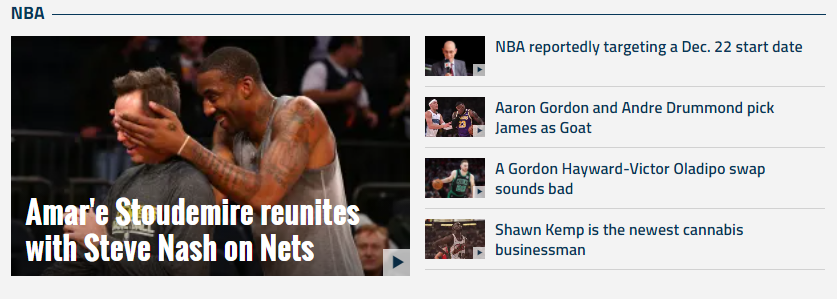 NBA
Amar'e Stoudemire reunites
with Steve Nash on Nets
NBA reportedly targeting a Dec. 22 start date
Aaron Gordon and Andre Drummond pick
James as Goat
A Gordon Hayward-Victor Oladipo swap
sounds bad
Shawn Kemp is the newest cannabis
businessman